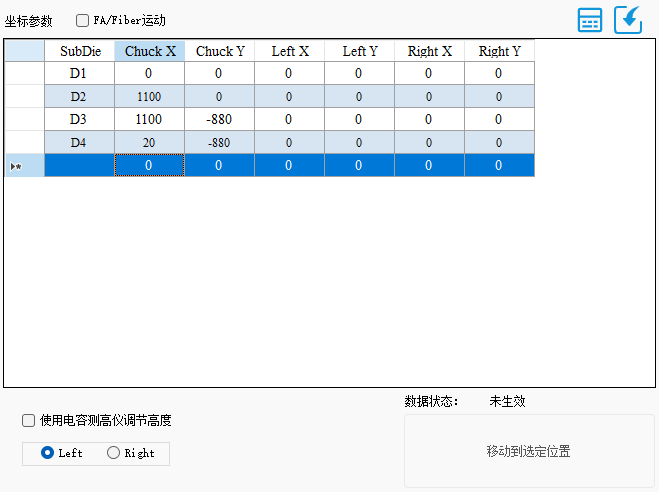 坐标参数 FA/Fiber运动
SubDie Chuck X Chuck Y Left X Left Y Right X Right Y
D1 0 0 0 0 0 0
D2 1100 0 0 0 0 0
D3 1100 -880 0 0 0 0
D4 20 -880 0 0 0 0
0 0 0 0 0 0
数据状态： 未生效
使用电容测高仪调节高度
Left Right
移动到选定位置